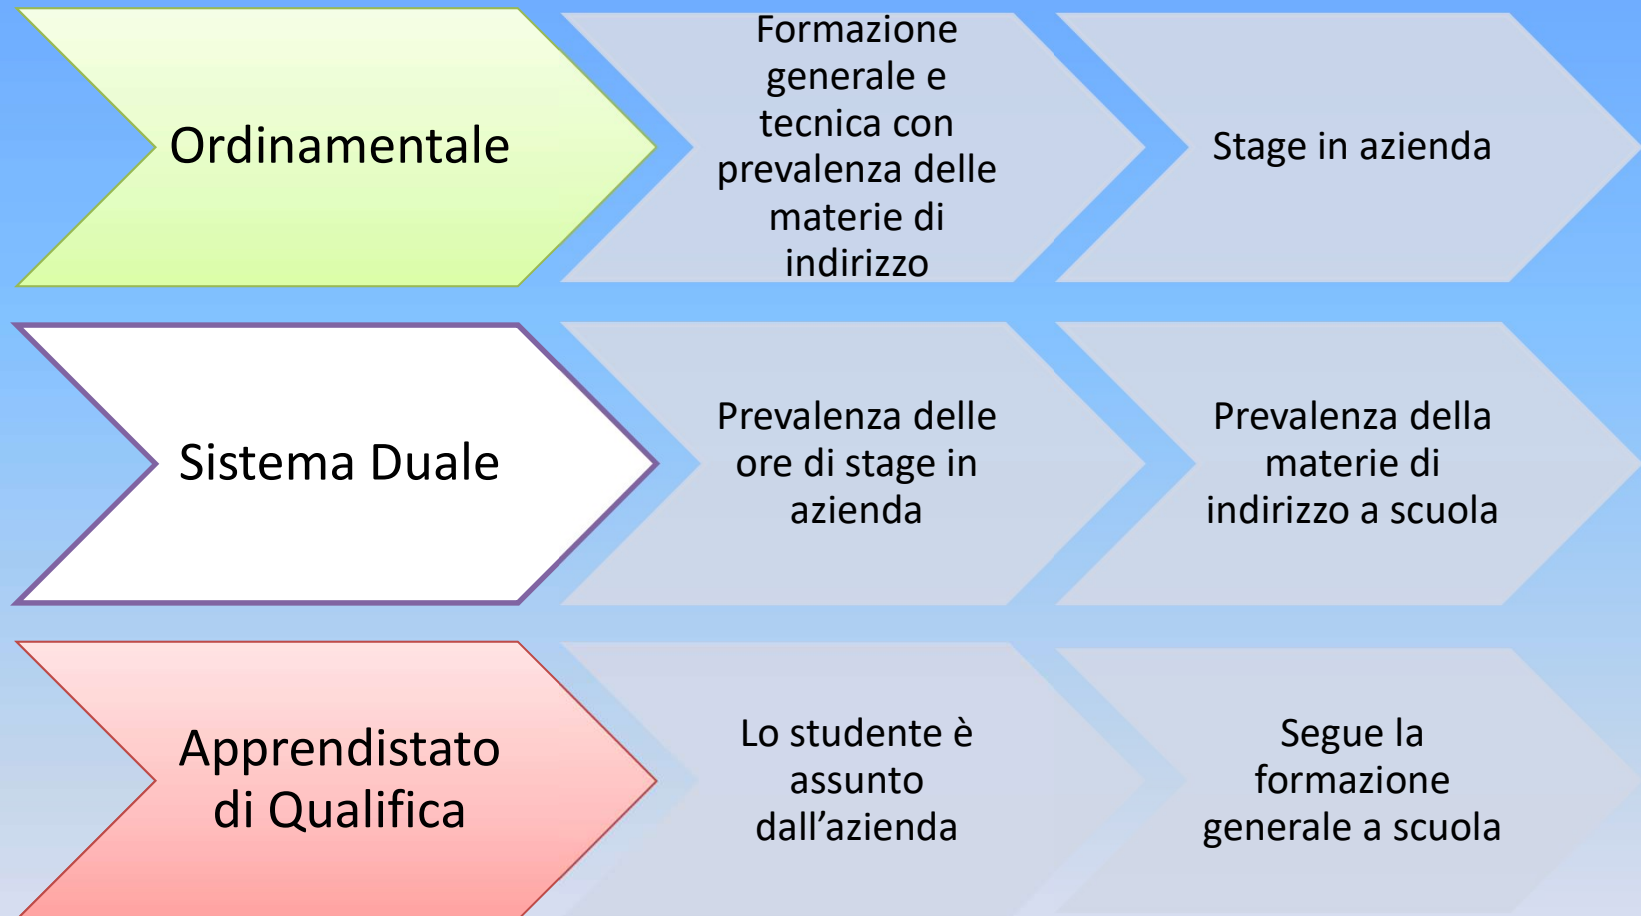 Ordinamentale
Formazione
generale e
tecnica con
prevalenza delle
materie di
indirizzo
Stage in azienda
Sistema Duale
Prevalenza delle
ore di stage in
azienda
Prevalenza della
materie di
indirizzo a scuola
Apprendistato
di Qualifica
Lo studente è
assunto
dall’azienda
Segue la
formazione
generale a scuola